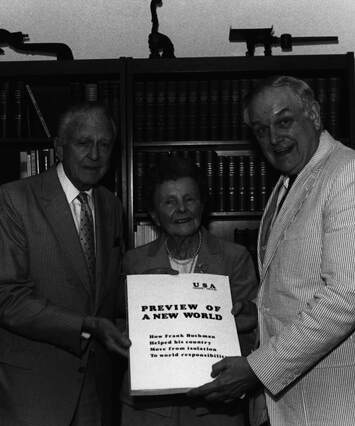 USA
PREVIEW OF
A NEW WORLD
How Frank Buchman
Helped his country
Move from isolation
To world responsibility